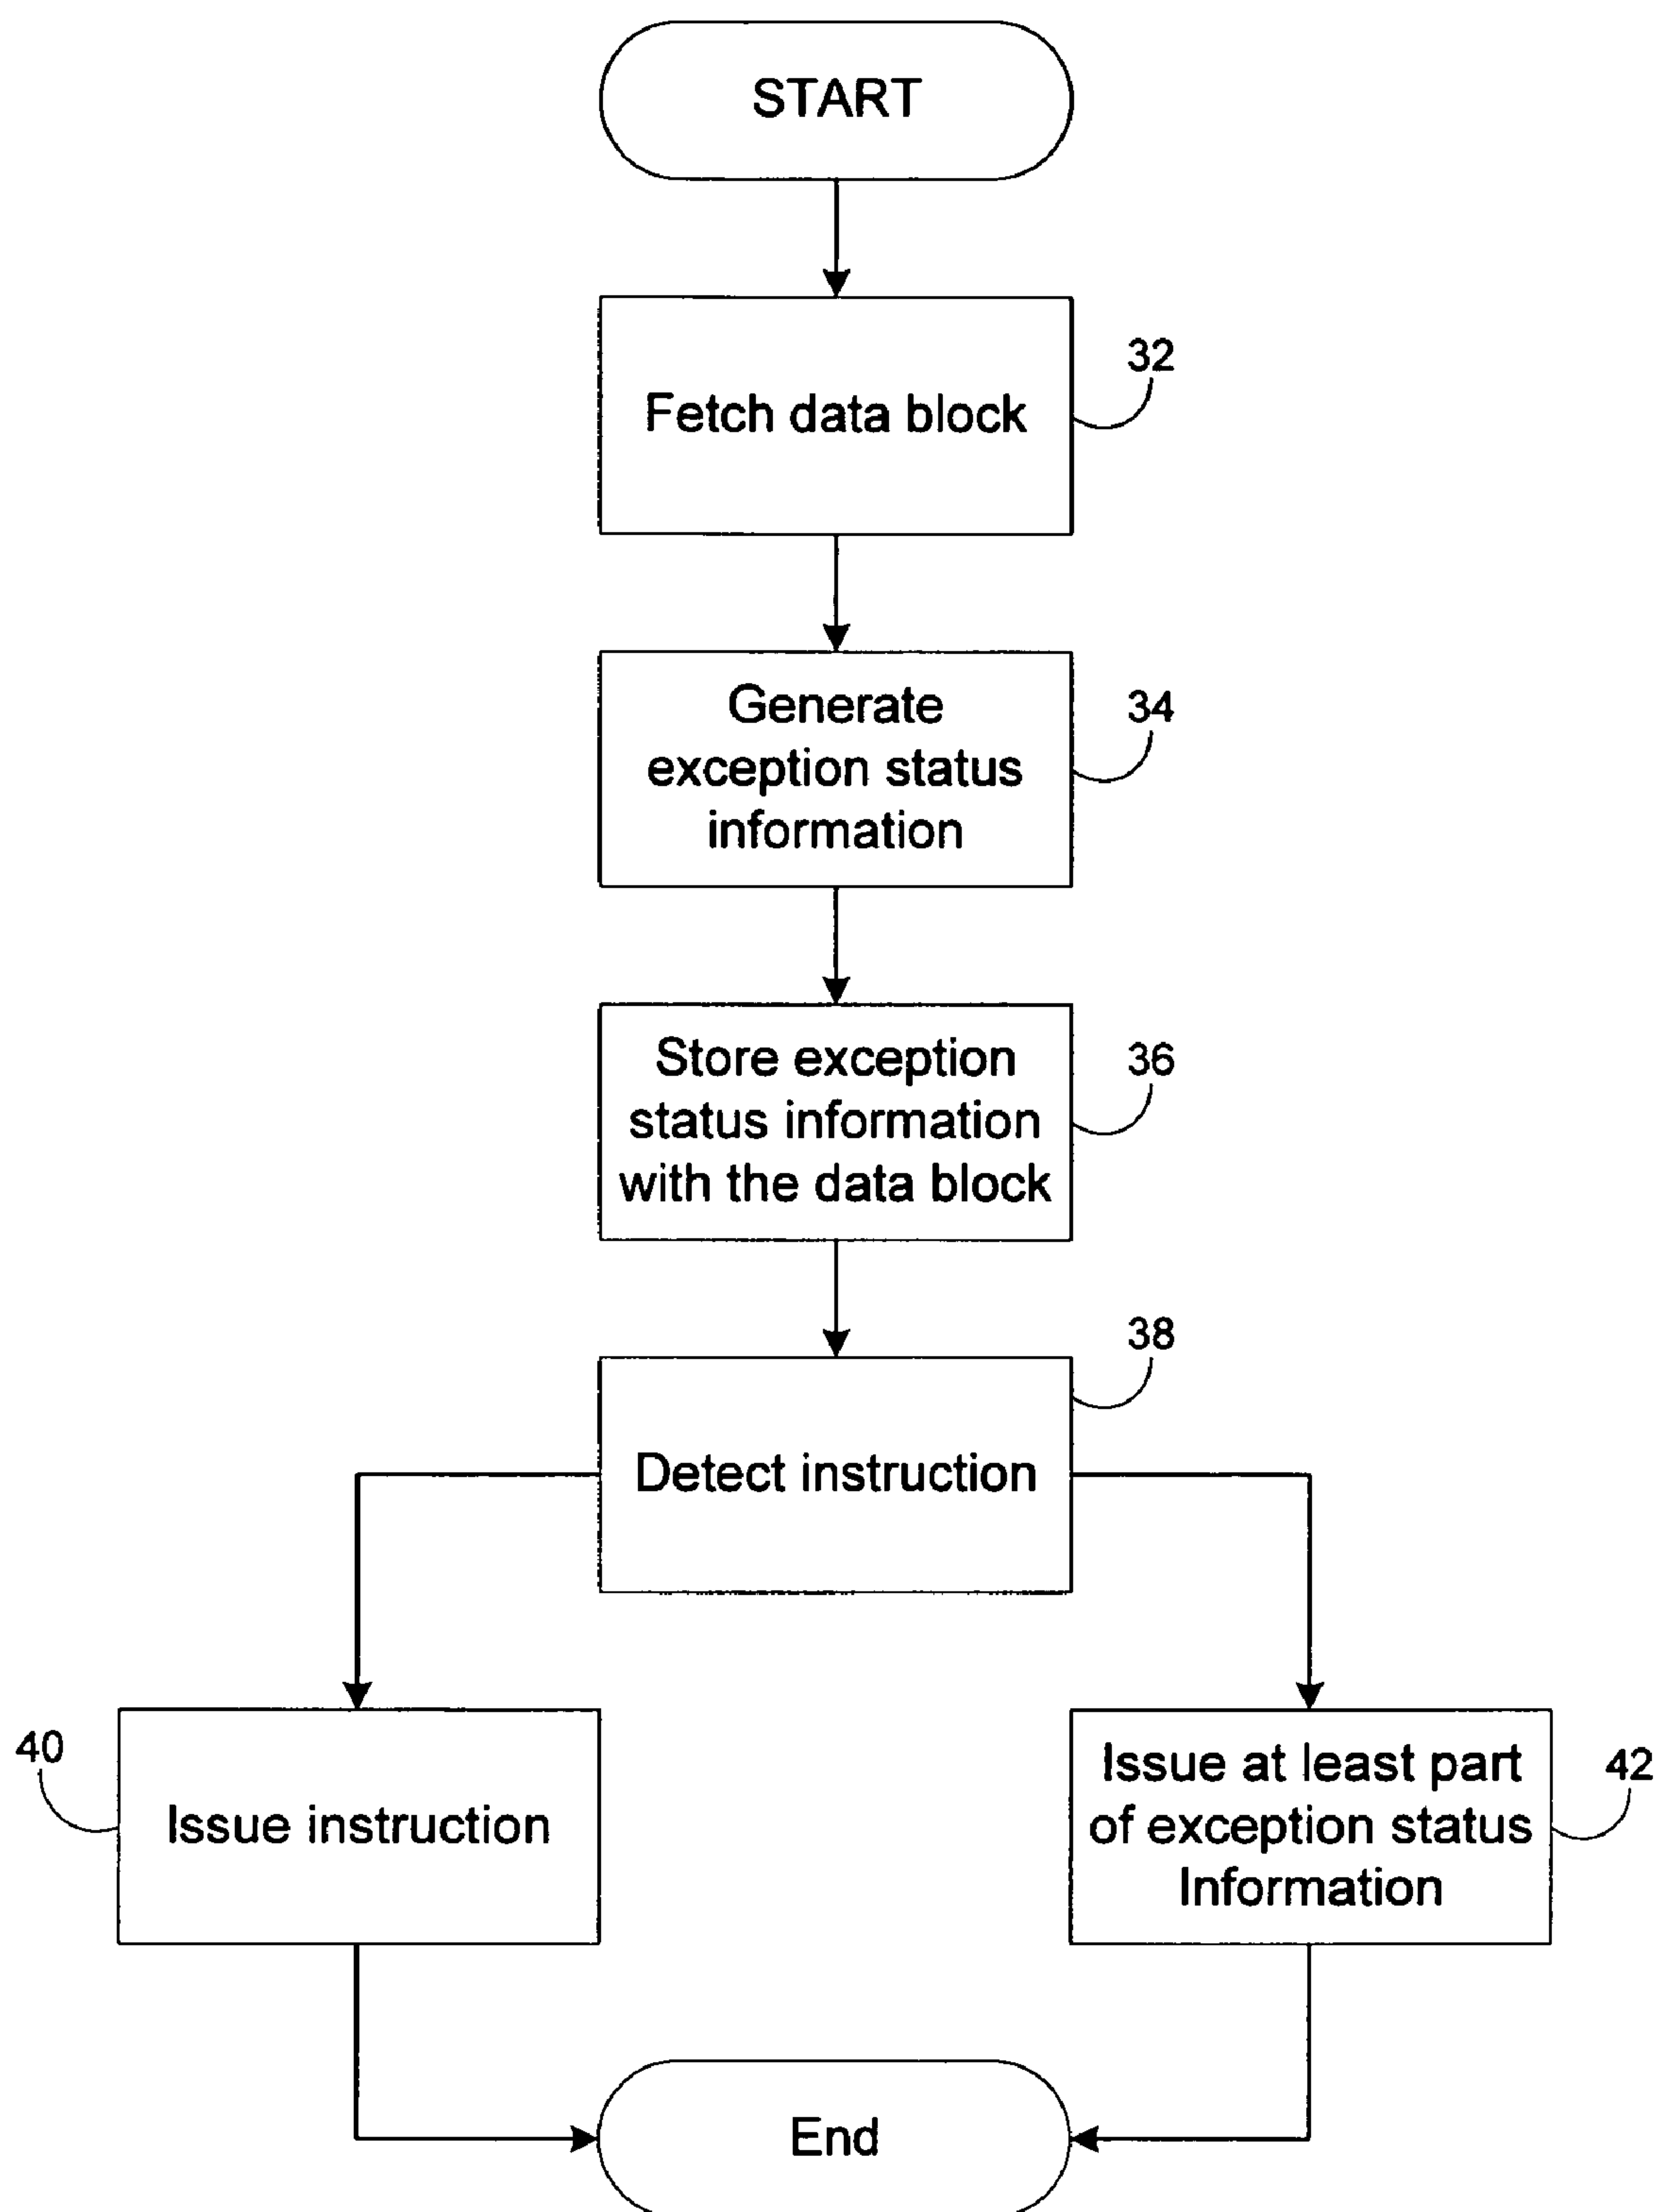 START
32
Fetch data block
34
Generate
exception status
information
36
Store exception
status information
with the data block
38
Detect instruction
40
Issue instruction
42
Issue at least part
of exception status
Information
End